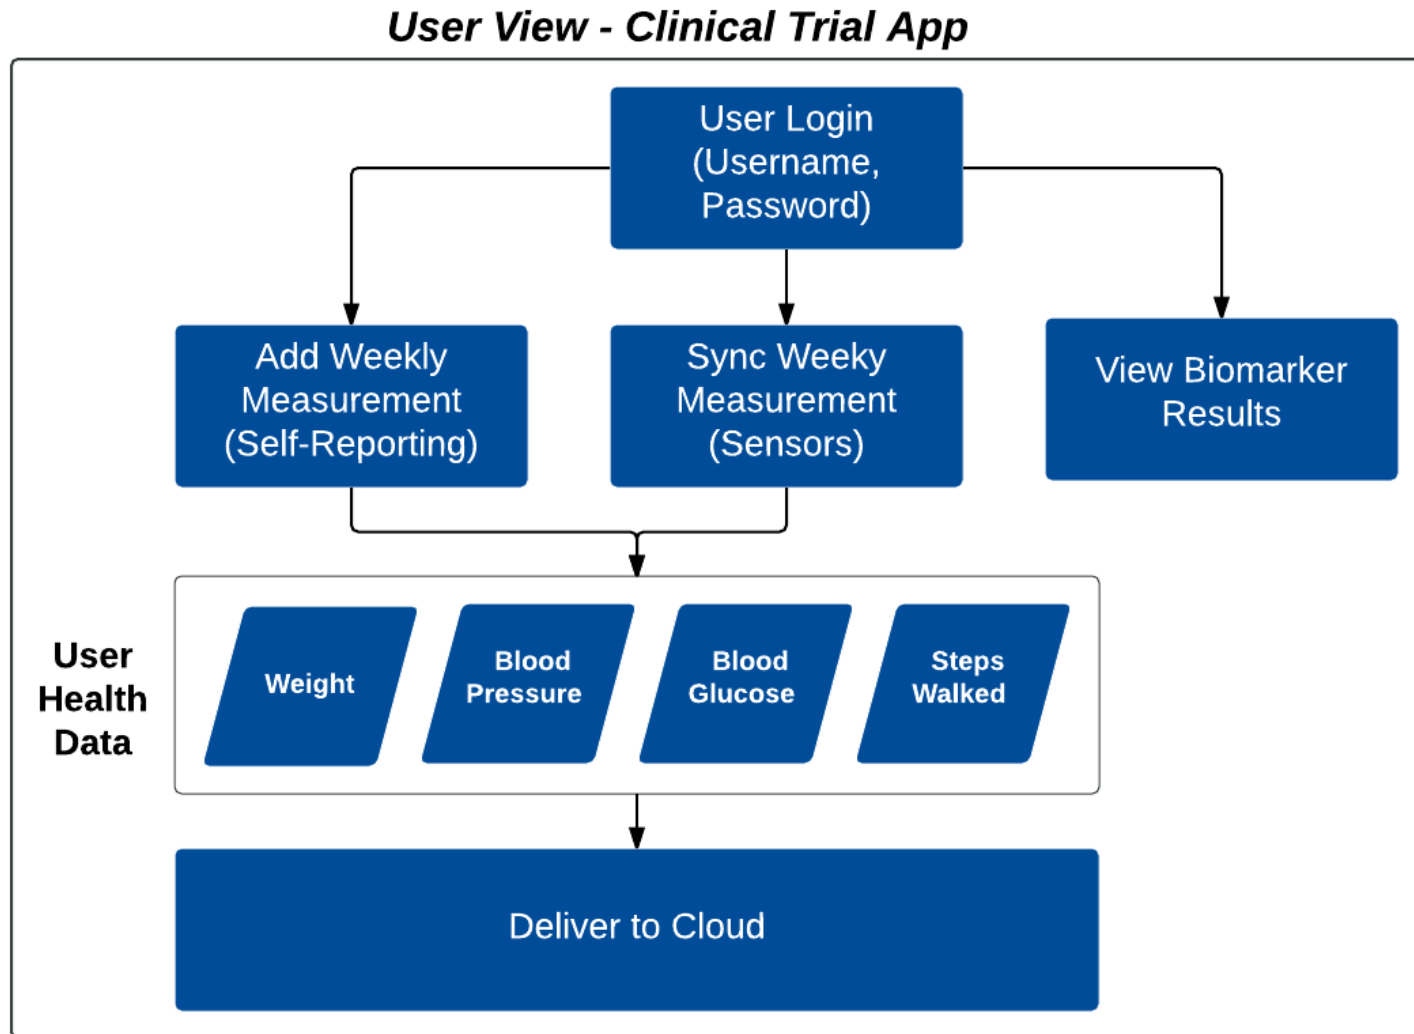 User View - Clinical Trial App
User Login
(Username,
Password)
Add Weekly
Measurement
(Self-Reporting)
Sync Weeky
Measurement
(Sensors)
View Biomarker
Results
User
Health
Data
Weight
Blood
Pressure
Blood
Glucose
Steps
Walked
Deliver to Cloud